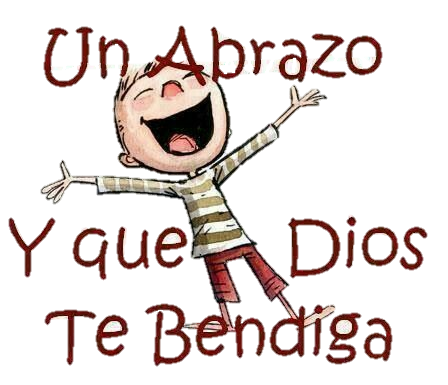 Un Abrazo
Y que Dios
Te Bendiga